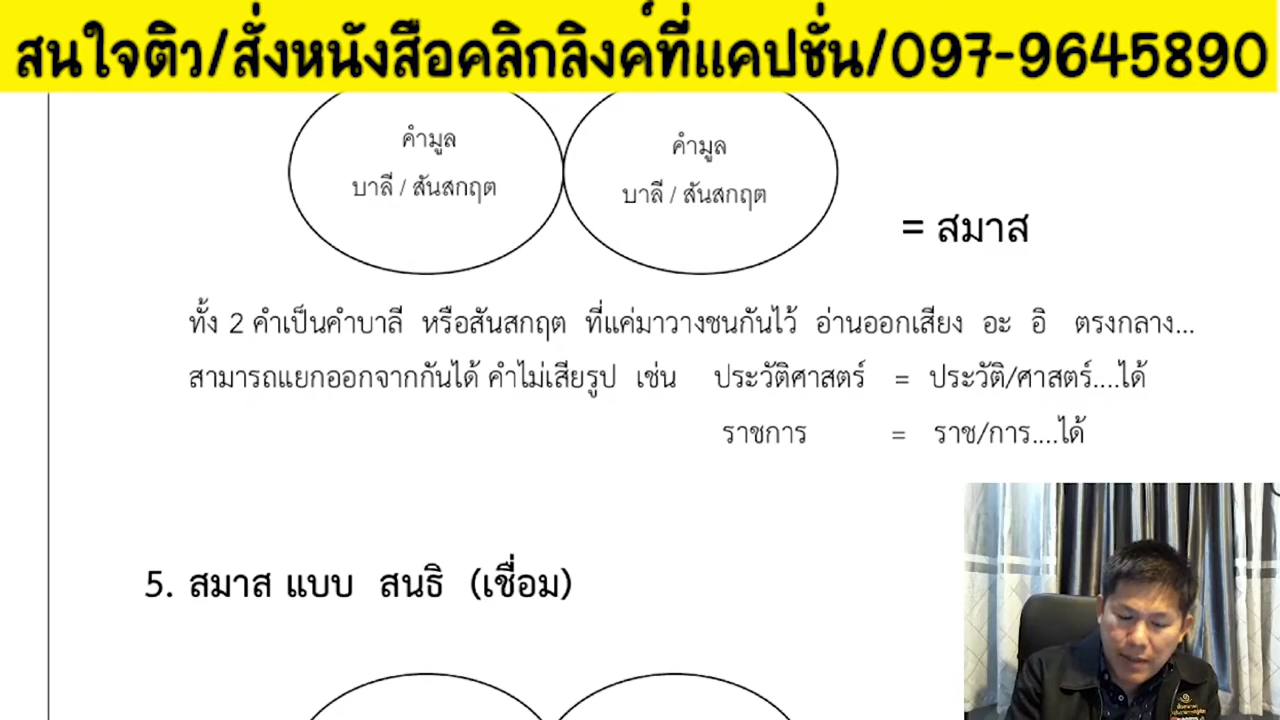 สนใจติว/สั่งหนังสือคลิกลิงค์ที่แคปชั่น/097-9645890
คำมูล
บาลี / สันสกฤต
คำมูล
บาลี / สันสกฤต
= สมาส
ทั้ง 2 คำเป็นคำบาลี หรือสันสกฤต ที่แค่มาวางชนกันไว้ อ่านออกเสียง อะ อิ ตรงกลาง...
สามารถแยกออกจากกันได้ คำไม่เสียรูป เช่น ประวัติศาสตร์ = ประวัติ/ศาสตร์....ได้
ราชการ = ราช/การ....ได้
5. สมาส แบบ สนธิ (เชื่อม)